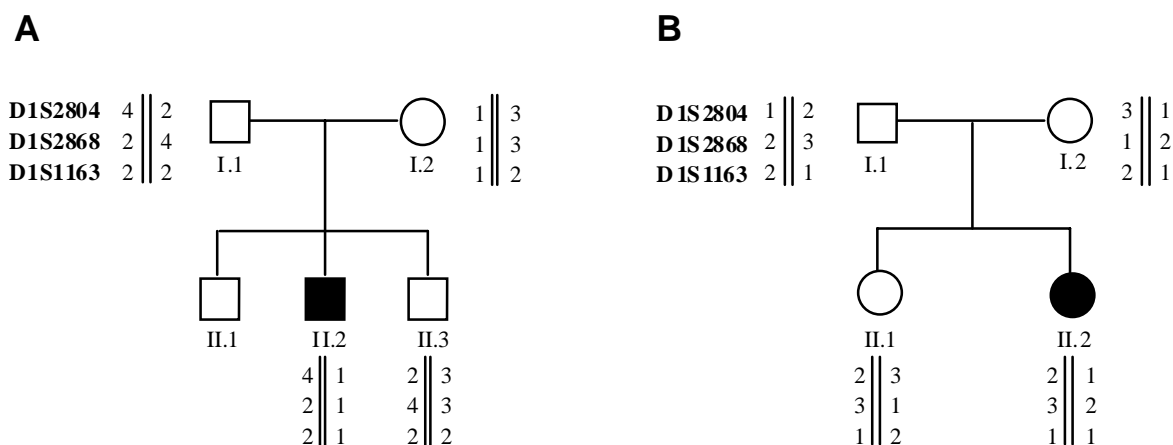 A
B
D1S2804 4 2 1 3
D1S2868 2 4 1 3
D1S1163 2 2 1 2
I.1 I.2
II.1 II.2 II.3
4 1 2 3
2 1 4 3
2 1 2 2
D1S2804 1 2 3 1
D1S2868 2 3 1 2
D1S1163 2 1 2 1
I.1 I.2
II.1 II.2
2 3 2 1
3 1 3 2
1 2 1 1